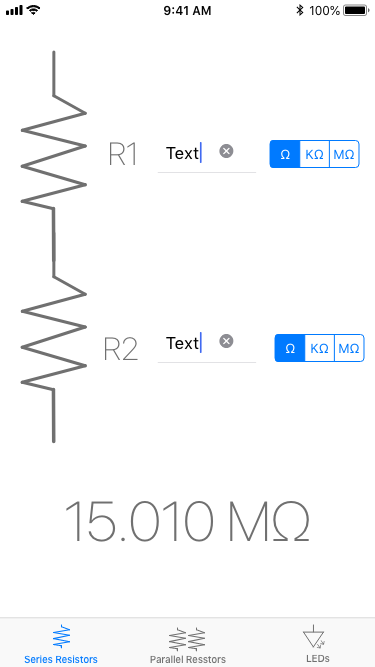 9:41 AM 100%
R1 Text Ω KΩ MΩ
R2 Text Ω KΩ MΩ
15.010 MΩ
Series Resistors Parallel Resstors LEDs